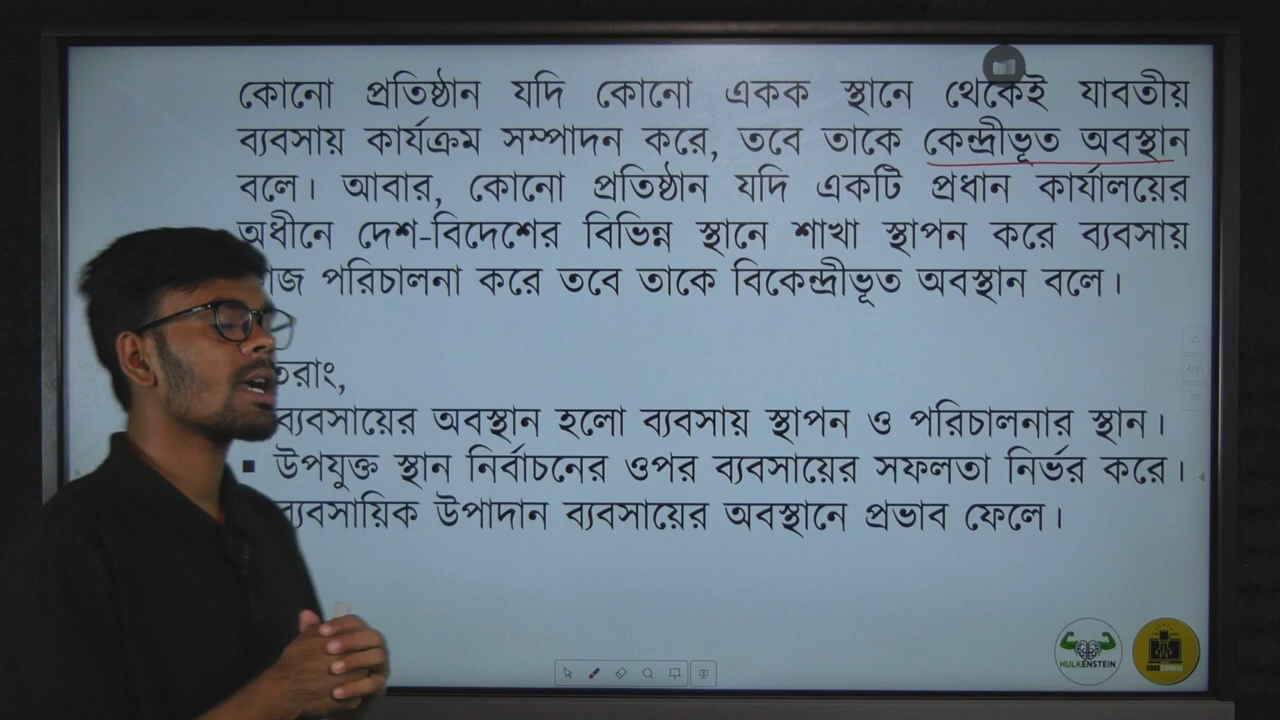 কোনো প্রতিষ্ঠান যদি কোনো একক স্থানে থেকেই যাবতীয়
ব্যবসায় কার্যক্রম সম্পাদন করে, তবে তাকে কেন্দ্রীভূত অবস্থান
বলে। আবার, কোনো প্রতিষ্ঠান যদি একটি প্রধান কার্যালয়ের
অধীনে দেশ-বিদেশের বিভিন্ন স্থানে শাখা স্থাপন করে ব্যবসায়
পরিচালনা করে তবে তাকে বিকেন্দ্রীভূত অবস্থান বলে।
ব্যবসায়ের অবস্থান হলো ব্যবসায় স্থাপন ও পরিচালনার স্থান।
▪ উপযুক্ত স্থান নির্বাচনের ওপর ব্যবসায়ের সফলতা নির্ভর করে।
ব্যবসায়িক উপাদান ব্যবসায়ের অবস্থানে প্রভাব ফেলে।
HULKENSTEIN